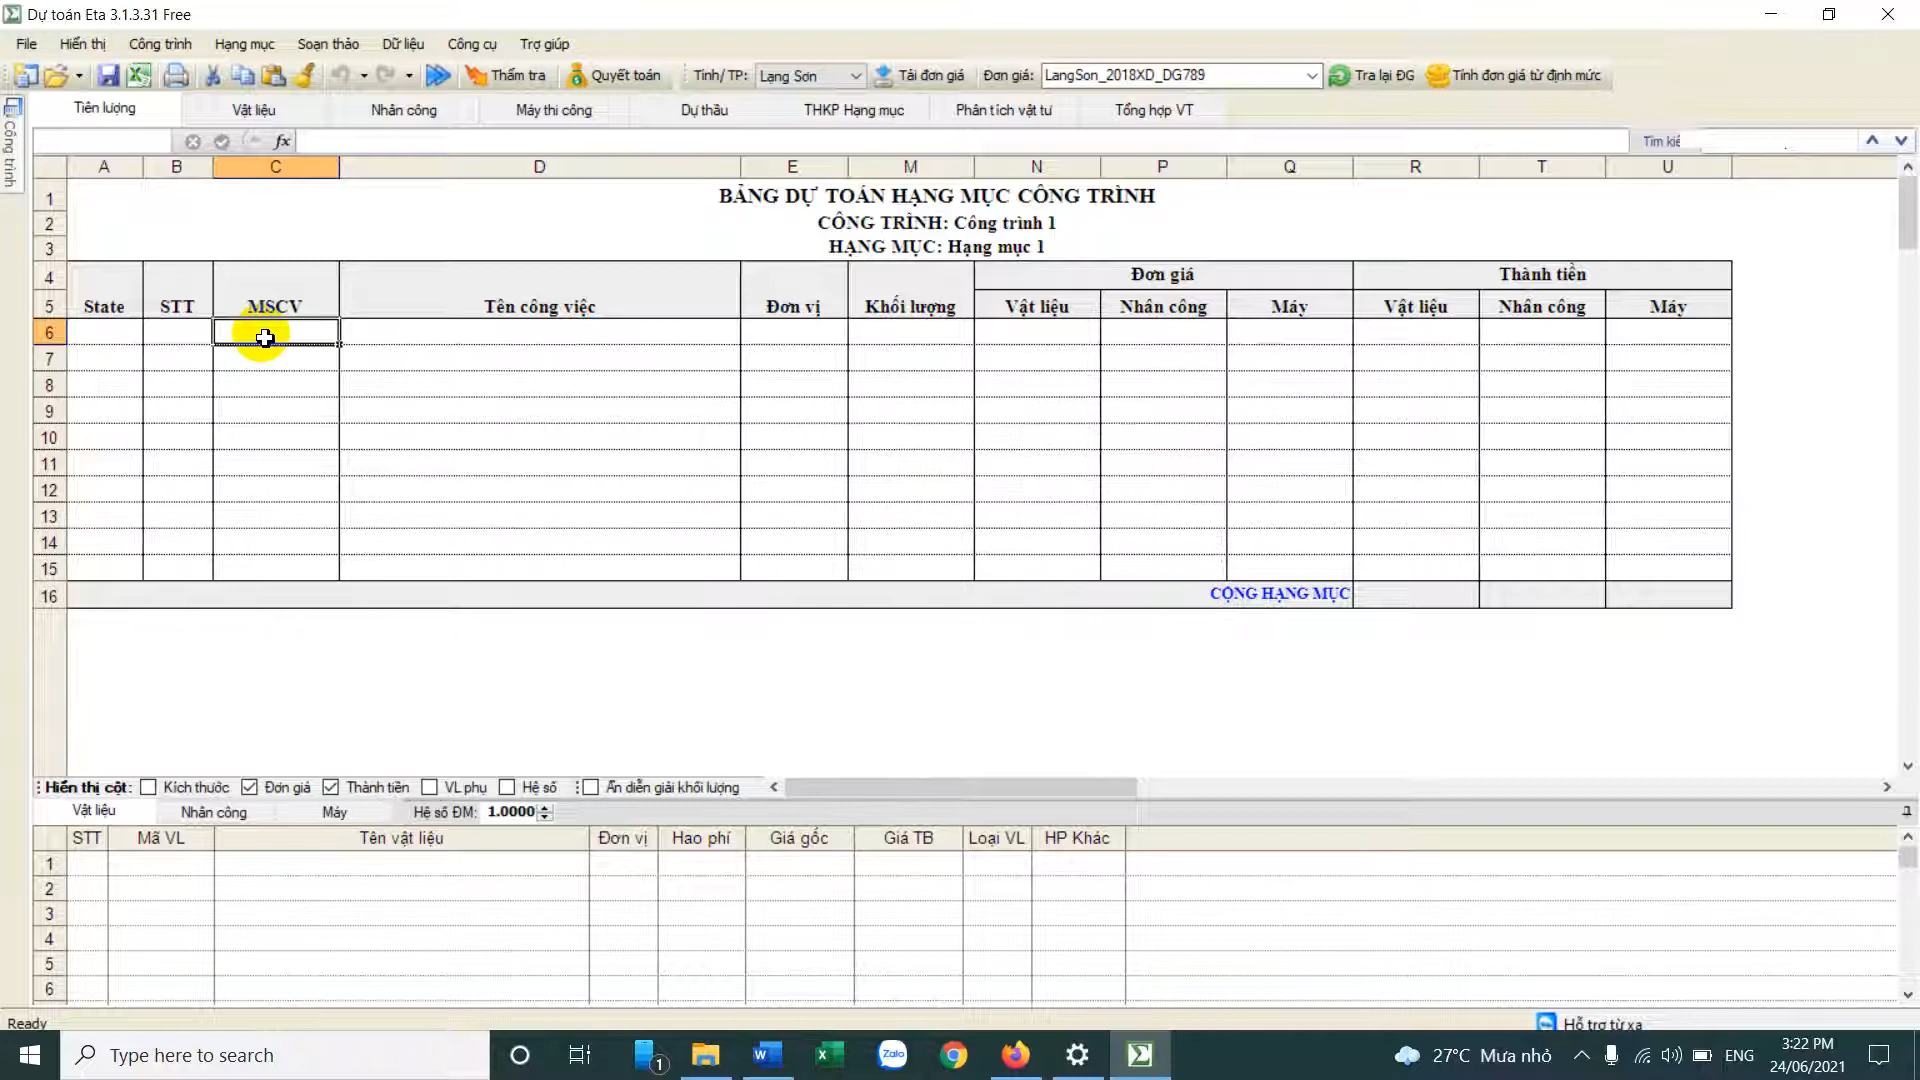 Dự toán Eta 3.1.3.31 Free
File Hiển thị Công trình Hạng mục Soạn thảo Dữ liệu Công cụ Trợ giúp
Thẩm tra Quyết toán Tỉnh/ TP: Lạng Sơn Tải đơn giá Đơn giá: LangSon_2018XD_DG789 Tra lại ĐG Tính đơn giá từ định mức
Công trình
Tiên lượng Vật liệu Nhân công Máy thi công Dự thầu THKP Hạng mục Phân tích vật tư Tổng hợp VT
fx Tìm kiế
A B C D E M N P Q R T U
1 BẢNG DỰ TOÁN HẠNG MỤC CÔNG TRÌNH
2 CÔNG TRÌNH: Công trình 1
3 HẠNG MỤC: Hạng mục 1
4 Đơn giá Thành tiền
5 State STT MSCV Tên công việc Đơn vị Khối lượng Vật liệu Nhân công Máy Vật liệu Nhân công Máy
6
7
8
9
10
11
12
13
14
15
16 CỘNG HẠNG MỤC
Hiển thị cột: Kích thước Đơn giá Thành tiền VL phụ Hệ số Ẩn diễn giải khối lượng
Vật liệu Nhân công Máy Hệ số ĐM: 1.0000
STT Mã VL Tên vật liệu Đơn vị Hao phí Giá gốc Giá TB Loại VL HP Khác
1
2
3
4
5
6
Ready Hỗ trợ từ xa
Type here to search 1 Zalo 27°C Mưa nhỏ ENG 3:22 PM
24/06/2021